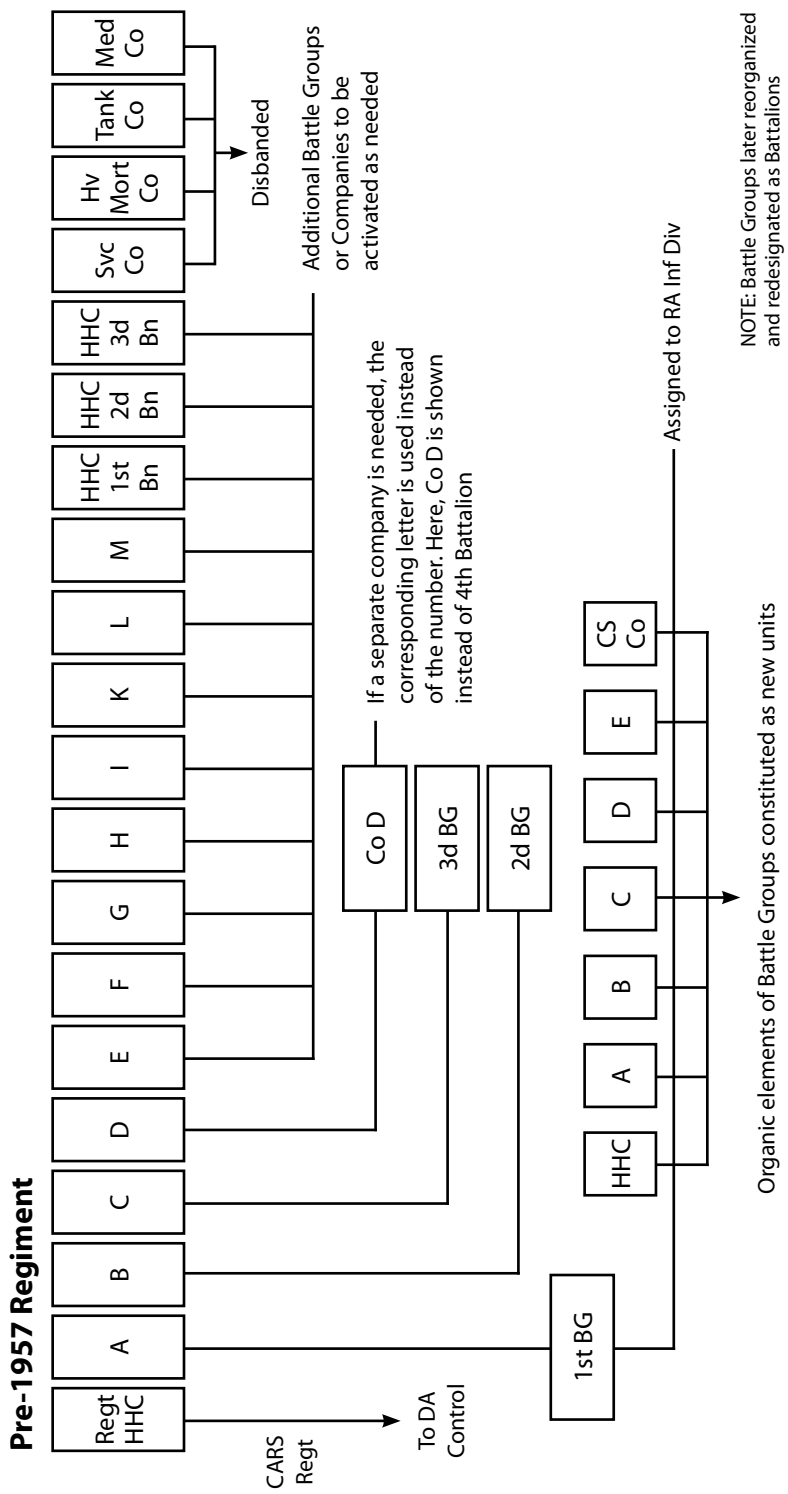 Pre-1957 Regiment
Regt
HHC
A
B
C
D
E
F
G
H
I
K
L
M
HHC
1st
Bn
HHC
2d
Bn
HHC
3d
Bn
Svc
Co
Hv
Mort
Co
Tank
Co
Med
Co
Disbanded
Additional Battle Groups
or Companies to be
activated as needed
CARS
Regt
To DA
Control
Co D
If a separate company is needed, the
corresponding letter is used instead
of the number. Here, Co D is shown
instead of 4th Battalion
3d BG
2d BG
1st BG
HHC
A
B
C
D
E
CS
Co
Assigned to RA Inf Div
Organic elements of Battle Groups constituted as new units
NOTE: Battle Groups later reorganized
and redesignated as Battalions